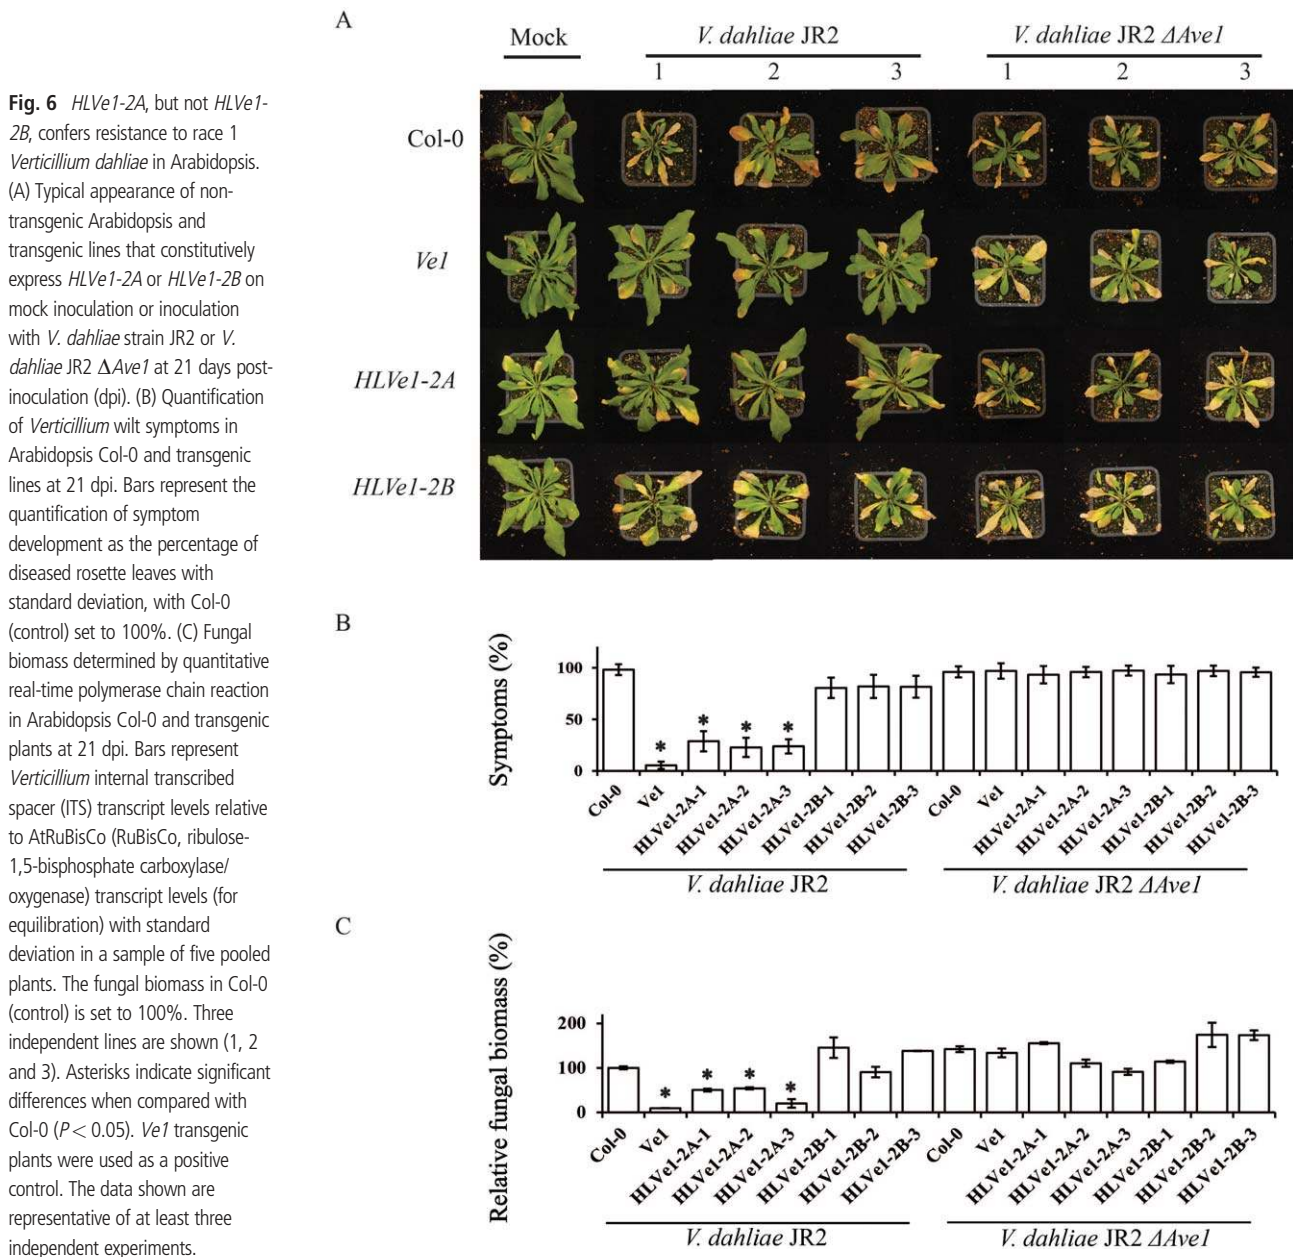 Fig. 6 HLVe1-2A, but not HLVe1-
2B, confers resistance to race 1
Verticillium dahliae in Arabidopsis.
(A) Typical appearance of non-
transgenic Arabidopsis and
transgenic lines that constitutively
express HLVe1-2A or HLVe1-2B on
mock inoculation or inoculation
with V. dahliae strain JR2 or V.
dahliae JR2 ΔAve1 at 21 days post-
inoculation (dpi). (B) Quantification
of Verticillium wilt symptoms in
Arabidopsis Col-0 and transgenic
lines at 21 dpi. Bars represent the
quantification of symptom
development as the percentage of
diseased rosette leaves with
standard deviation, with Col-0
(control) set to 100%. (C) Fungal
biomass determined by quantitative
real-time polymerase chain reaction
in Arabidopsis Col-0 and transgenic
plants at 21 dpi. Bars represent
Verticillium internal transcribed
spacer (ITS) transcript levels relative
to AtRuBisCo (RuBisCo, ribulose-
1,5-bisphosphate carboxylase/
oxygenase) transcript levels (for
equilibration) with standard
deviation in a sample of five pooled
plants. The fungal biomass in Col-0
(control) is set to 100%. Three
independent lines are shown (1, 2
and 3). Asterisks indicate significant
differences when compared with
Col-0 (P < 0.05). Ve1 transgenic
plants were used as a positive
control. The data shown are
representative of at least three
independent experiments.
A
Mock V. dahliae JR2 V. dahliae JR2 ΔAve1
1 2 3 1 2 3
Col-0
Ve1
HLVe1-2A
HLVe1-2B
B
Symptoms (%)
100
50
0
* * * *
Col-0 Ve1 HLVe1-2A-1 HLVe1-2A-2 HLVe1-2A-3 HLVe1-2B-1 HLVe1-2B-2 HLVe1-2B-3 Col-0 Ve1 HLVe1-2A-1 HLVe1-2A-2 HLVe1-2A-3 HLVe1-2B-1 HLVe1-2B-2 HLVe1-2B-3
V. dahliae JR2 V. dahliae JR2 ΔAve1
C
Relative fungal biomass (%)
200
100
0
* * * *
Col-0 Ve1 HLVe1-2A-1 HLVe1-2A-2 HLVe1-2A-3 HLVe1-2B-1 HLVe1-2B-2 HLVe1-2B-3 Col-0 Ve1 HLVe1-2A-1 HLVe1-2A-2 HLVe1-2A-3 HLVe1-2B-1 HLVe1-2B-2 HLVe1-2B-3
V. dahliae JR2 V. dahliae JR2 ΔAve1